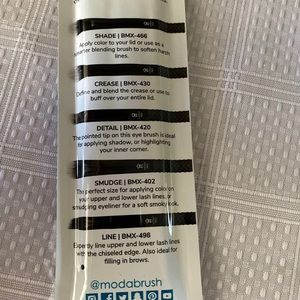 SHADE | BMX-466
Apply color to your lid or use as a
smarter blending brush to soften harsh
lines.
CREASE | BMX-430
Define and blend the crease or use to
buff over your entire lid.
DETAIL | BMX-420
The pointed tip on this eye brush is ideal
for applying shadow, or highlighting
your inner corner.
SMUDGE | BMX-402
The perfect size for applying color on
your upper and lower lash lines, or
smudging eyeliner for a soft smoky look.
LINE | BMX-498
Expertly line upper and lower lash lines
with the chiseled edge. Also ideal for
filling in brows.
@modabrush